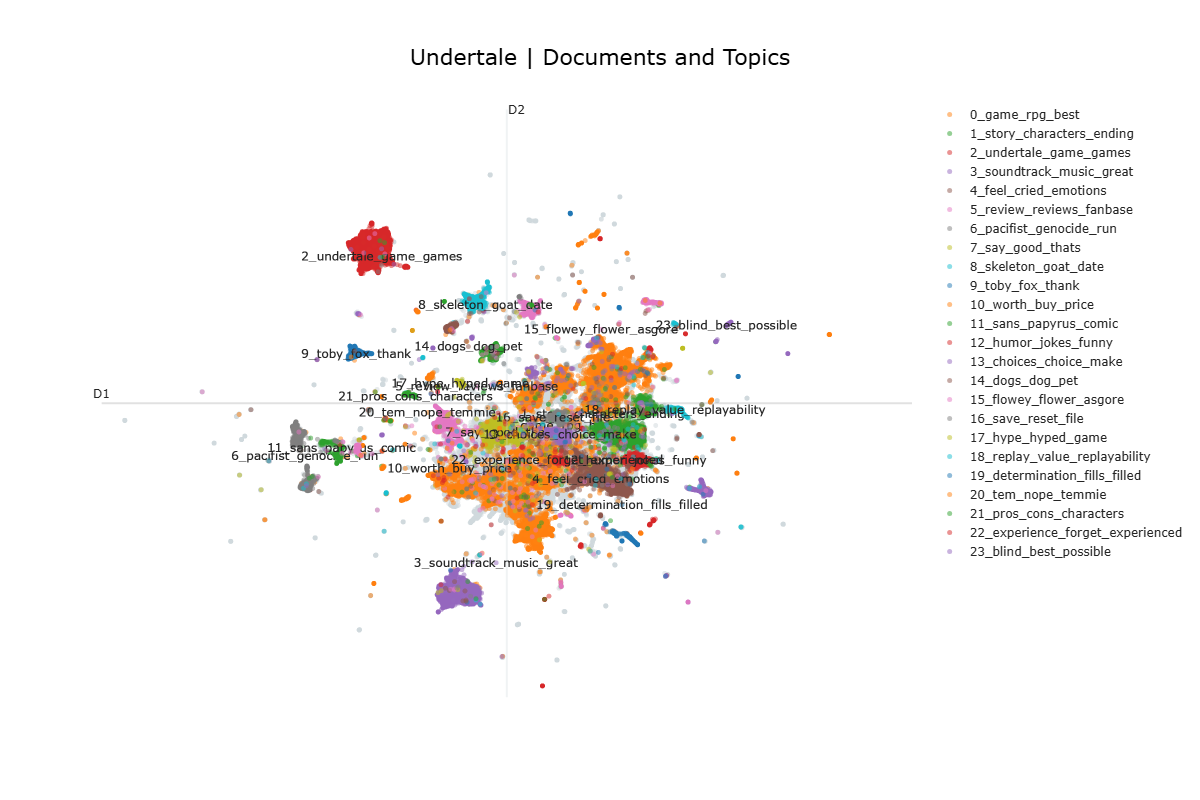 Undertale | Documents and Topics
D2
D1
2_undertale_game_games
8_skeleton_goat_date
15_flowey_flower_asgore
23_blind_best_possible
14_dogs_dog_pet
9_toby_fox_thank
17_hype_hyped_game
5_review_reviews_fanbase
21_pros_cons_characters
20_tem_nope_temmie
16_save_reset_file
1_story_characters_ending
18_replay_value_replayability
13_choices_choice_make
11_sans_papyrus_comic
6_pacifist_genocide_run
10_worth_buy_price
22_experience_forget_experienced
4_feel_cried_emotions
19_determination_fills_filled
3_soundtrack_music_great
0_game_rpg_best
1_story_characters_ending
2_undertale_game_games
3_soundtrack_music_great
4_feel_cried_emotions
5_review_reviews_fanbase
6_pacifist_genocide_run
7_say_good_thats
8_skeleton_goat_date
9_toby_fox_thank
10_worth_buy_price
11_sans_papyrus_comic
12_humor_jokes_funny
13_choices_choice_make
14_dogs_dog_pet
15_flowey_flower_asgore
16_save_reset_file
17_hype_hyped_game
18_replay_value_replayability
19_determination_fills_filled
20_tem_nope_temmie
21_pros_cons_characters
22_experience_forget_experienced
23_blind_best_possible